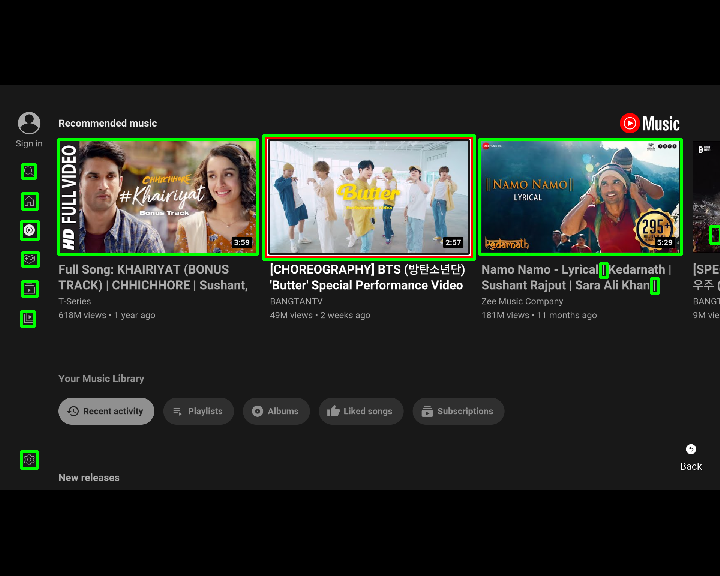 Recommended music
Music
Sign in
HD FULL VIDEO
CHHICHHORE
#Khairiyat
Bonus Track
3:59
Butter
2:57
NAMO NAMO
LYRICAL
295+
kedarnath
5:29
Full Song: KHAIRIYAT (BONUS
TRACK) | CHHICHHORE | Sushant,
T-Series
618M views • 1 year ago
[CHOREOGRAPHY] BTS (방탄소년단)
'Butter' Special Performance Video
BANGTANTV
49M views • 2 weeks ago
Namo Namo - Lyrical | Kedarnath |
Sushant Rajput | Sara Ali Khan |
Zee Music Company
181M views • 11 months ago
[SPE
우주 (
BANGT
9M vie
Your Music Library
Recent activity
Playlists
Albums
Liked songs
Subscriptions
Back
New releases